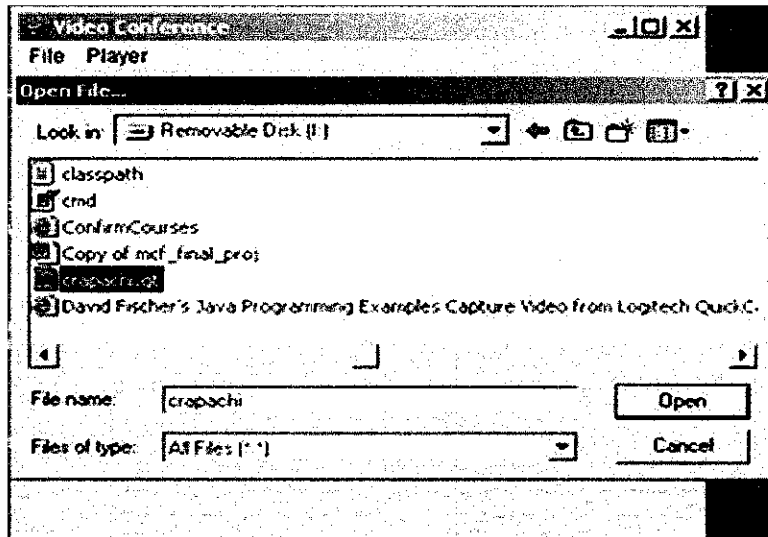 Video Conference
File Player
Open File...
Look in: Removable Disk (I:)
classpath
cmd
ConfirmCourses
Copy of mcf_final_proj
David Fischer's Java Programming Examples Capture Video from Logitech QuickC
File name: crapachi
Open
Files of type: All Files (*.*)
Cancel